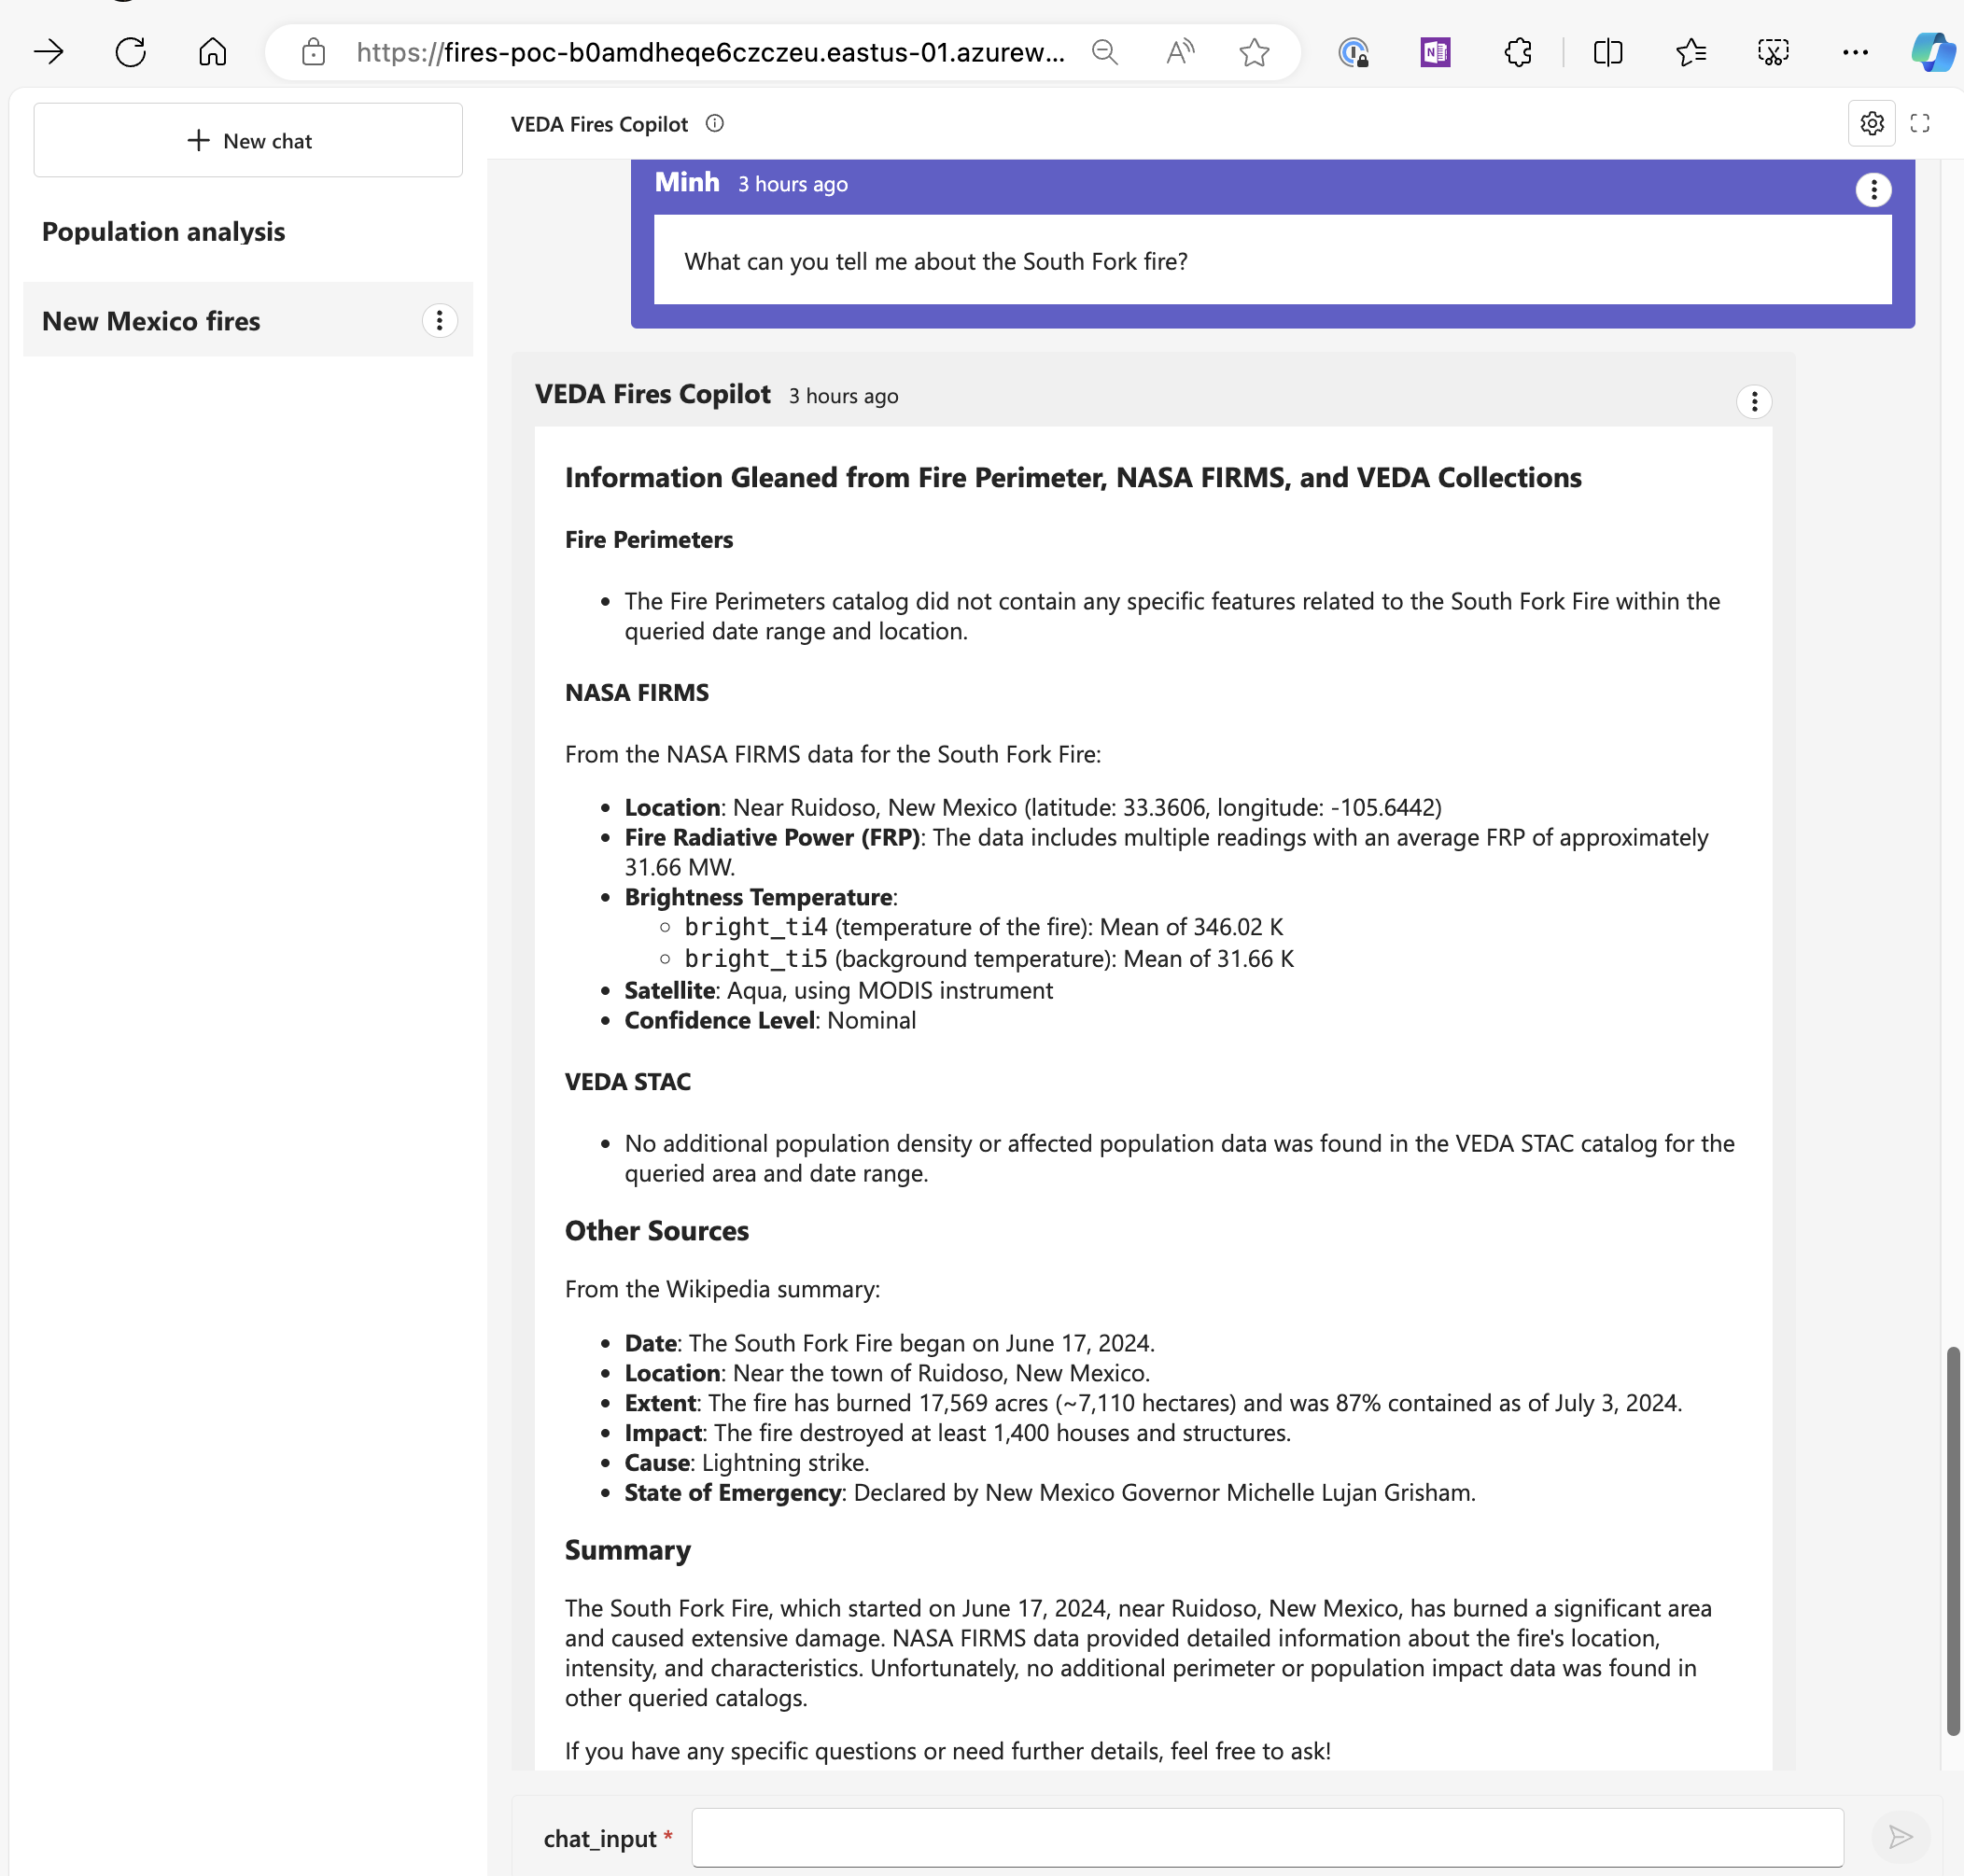 https://fires-poc-b0amdheqe6czczeu.eastus-01.azurew...
New chat
Population analysis
New Mexico fires
VEDA Fires Copilot
Minh 3 hours ago
What can you tell me about the South Fork fire?
VEDA Fires Copilot 3 hours ago
Information Gleaned from Fire Perimeter, NASA FIRMS, and VEDA Collections
Fire Perimeters
• The Fire Perimeters catalog did not contain any specific features related to the South Fork Fire within the
queried date range and location.
NASA FIRMS
From the NASA FIRMS data for the South Fork Fire:
• Location: Near Ruidoso, New Mexico (latitude: 33.3606, longitude: -105.6442)
• Fire Radiative Power (FRP): The data includes multiple readings with an average FRP of approximately
31.66 MW.
• Brightness Temperature:
◦ bright_ti4 (temperature of the fire): Mean of 346.02 K
◦ bright_ti5 (background temperature): Mean of 31.66 K
• Satellite: Aqua, using MODIS instrument
• Confidence Level: Nominal
VEDA STAC
• No additional population density or affected population data was found in the VEDA STAC catalog for the
queried area and date range.
Other Sources
From the Wikipedia summary:
• Date: The South Fork Fire began on June 17, 2024.
• Location: Near the town of Ruidoso, New Mexico.
• Extent: The fire has burned 17,569 acres (~7,110 hectares) and was 87% contained as of July 3, 2024.
• Impact: The fire destroyed at least 1,400 houses and structures.
• Cause: Lightning strike.
• State of Emergency: Declared by New Mexico Governor Michelle Lujan Grisham.
Summary
The South Fork Fire, which started on June 17, 2024, near Ruidoso, New Mexico, has burned a significant area
and caused extensive damage. NASA FIRMS data provided detailed information about the fire's location,
intensity, and characteristics. Unfortunately, no additional perimeter or population impact data was found in
other queried catalogs.
If you have any specific questions or need further details, feel free to ask!
chat_input *